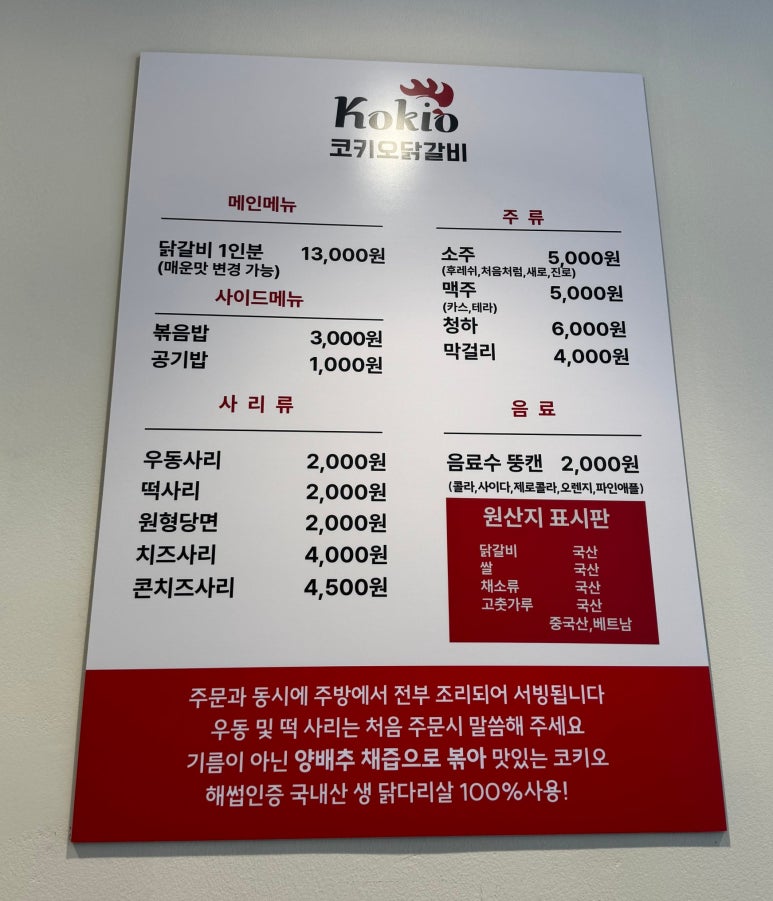 Kokio
코키오닭갈비
메인메뉴
닭갈비 1인분 13,000원
(매운맛 변경 가능)
사이드메뉴
볶음밥 3,000원
공기밥 1,000원
사 리 류
우동사리 2,000원
떡사리 2,000원
원형당면 2,000원
치즈사리 4,000원
콘치즈사리 4,500원
주 류
소주 5,000원
(후레쉬,처음처럼,새로,진로)
맥주 5,000원
(카스,테라)
청하 6,000원
막걸리 4,000원
음 료
음료수 뚱캔 2,000원
(콜라,사이다,제로콜라,오렌지,파인애플)
원산지 표시판
닭갈비 국산
쌀 국산
채소류 국산
고춧가루 국산
중국산,베트남
주문과 동시에 주방에서 전부 조리되어 서빙됩니다
우동 및 떡 사리는 처음 주문시 말씀해 주세요
기름이 아닌 양배추 채즙으로 볶아 맛있는 코키오
해썹인증 국내산 생 닭다리살 100%사용!